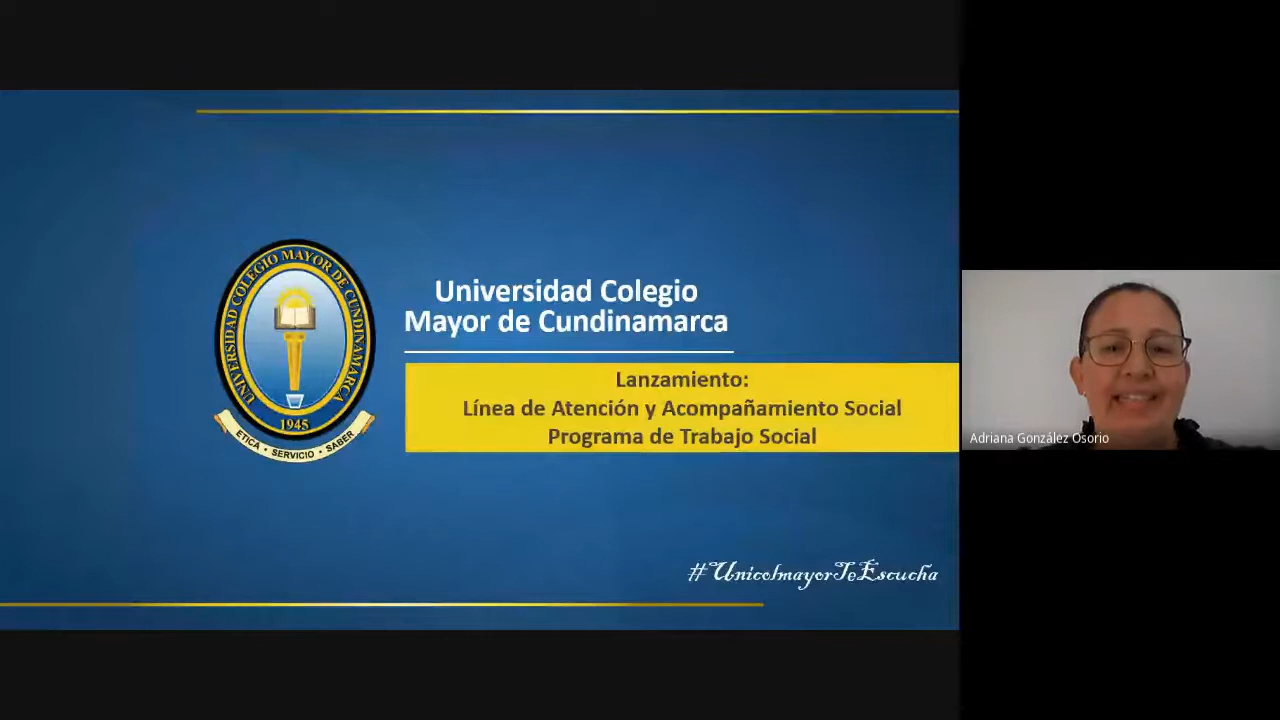 UNIVERSIDAD COLEGIO MAYOR DE CUNDINAMARCA
1945
ETICA • SERVICIO • SABER
Universidad Colegio
Mayor de Cundinamarca
Lanzamiento:
Línea de Atención y Acompañamiento Social
Programa de Trabajo Social
#UnicolmayorTeEscucha
Adriana González Osorio